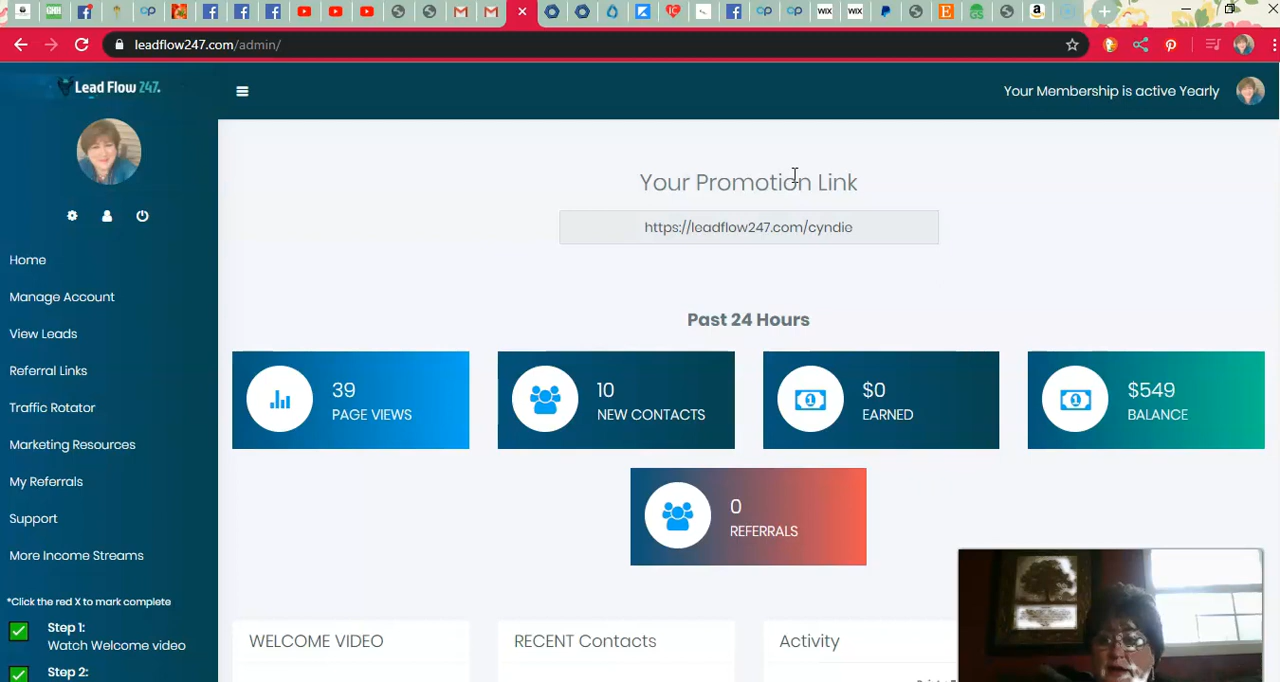 leadflow247.com/admin/
Lead Flow 247.
Your Membership is active Yearly
Your Promotion Link
https://leadflow247.com/cyndie
Past 24 Hours
39
PAGE VIEWS
10
NEW CONTACTS
$0
EARNED
$549
BALANCE
0
REFERRALS
Home
Manage Account
View Leads
Referral Links
Traffic Rotator
Marketing Resources
My Referrals
Support
More Income Streams
*Click the red X to mark complete
Step 1:
Watch Welcome video
Step 2:
WELCOME VIDEO
RECENT Contacts
Activity